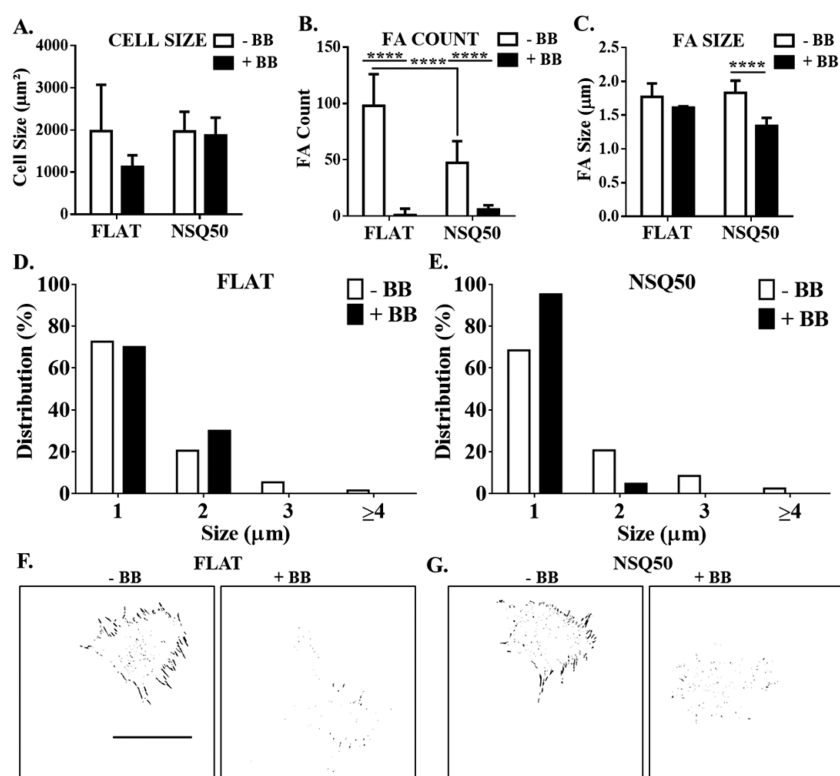 A. CELL SIZE
- BB
+ BB
Cell Size (μm²)
4000
3000
2000
1000
0
FLAT NSQ50
B. FA COUNT
- BB
+ BB
FA Count
150
100
50
0
**** **** ****
FLAT NSQ50
C. FA SIZE
- BB
+ BB
FA Size (μm)
2.5
2.0
1.5
1.0
0.5
0.0
****
FLAT NSQ50
D. FLAT
- BB
+ BB
Distribution (%)
100
80
60
40
20
0
1 2 3 ≥4
Size (μm)
E. NSQ50
- BB
+ BB
Distribution (%)
100
80
60
40
20
0
1 2 3 ≥4
Size (μm)
F. FLAT
- BB + BB
G. NSQ50
- BB + BB